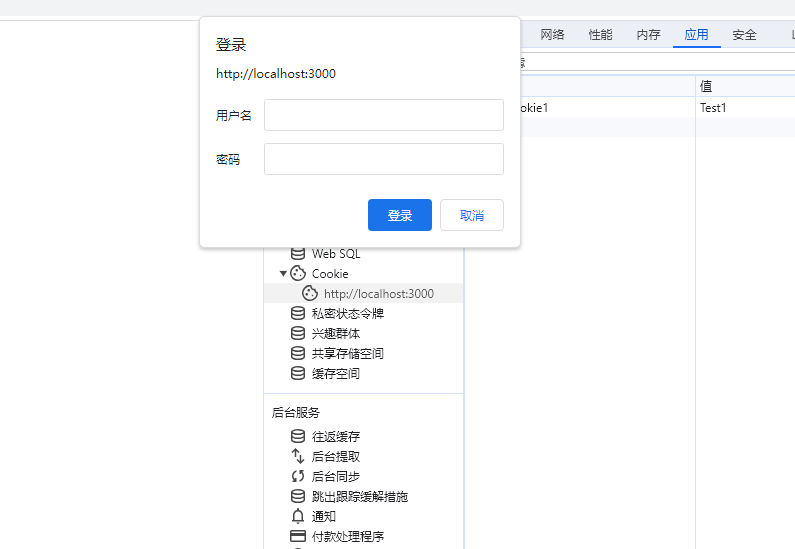 登录
http://localhost:3000
用户名
密码
登录 取消
网络 性能 内存 应用 安全
值
okie1 Test1
Web SQL
Cookie
http://localhost:3000
私密状态令牌
兴趣群体
共享存储空间
缓存空间
后台服务
往返缓存
后台提取
后台同步
跳出跟踪缓解措施
通知
付款处理程序